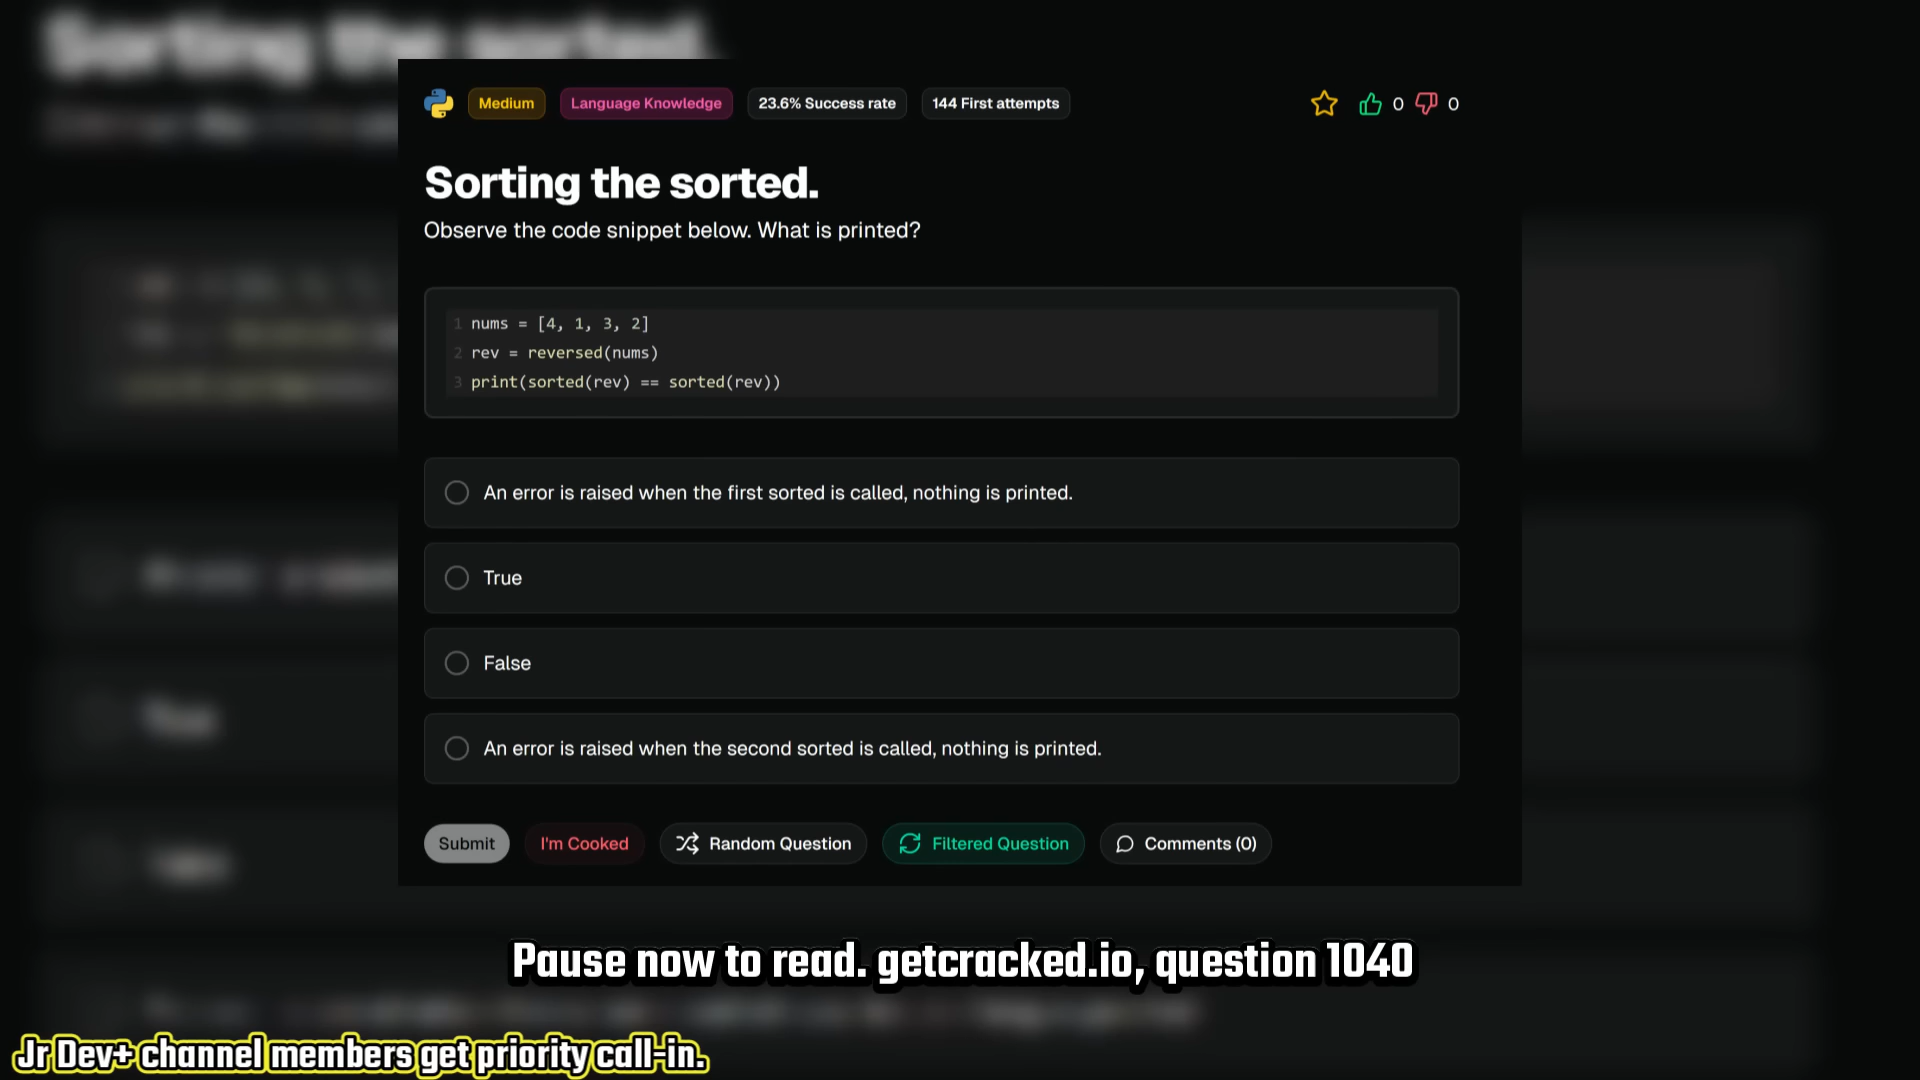 Sorting the sorted.
Medium
Language Knowledge
23.6% Success rate
144 First attempts
0
0
Sorting the sorted.
Observe the code snippet below. What is printed?
1 nums = [4, 1, 3, 2]
2 rev = reversed(nums)
3 print(sorted(rev) == sorted(rev))
An error is raised when the first sorted is called, nothing is printed.
True
False
An error is raised when the second sorted is called, nothing is printed.
Submit
I'm Cooked
Random Question
Filtered Question
Comments (0)
Pause now to read. getcracked.io, question 1040
Jr Dev+ channel members get priority call-in.